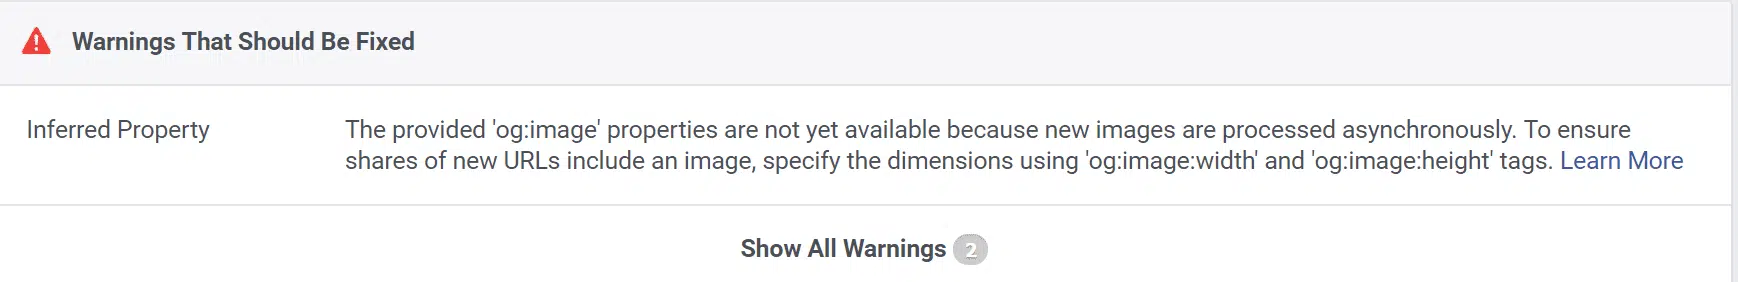 Warnings That Should Be Fixed
Inferred Property
The provided 'og:image' properties are not yet available because new images are processed asynchronously. To ensure
shares of new URLs include an image, specify the dimensions using 'og:image:width' and 'og:image:height' tags. Learn More
Show All Warnings 2